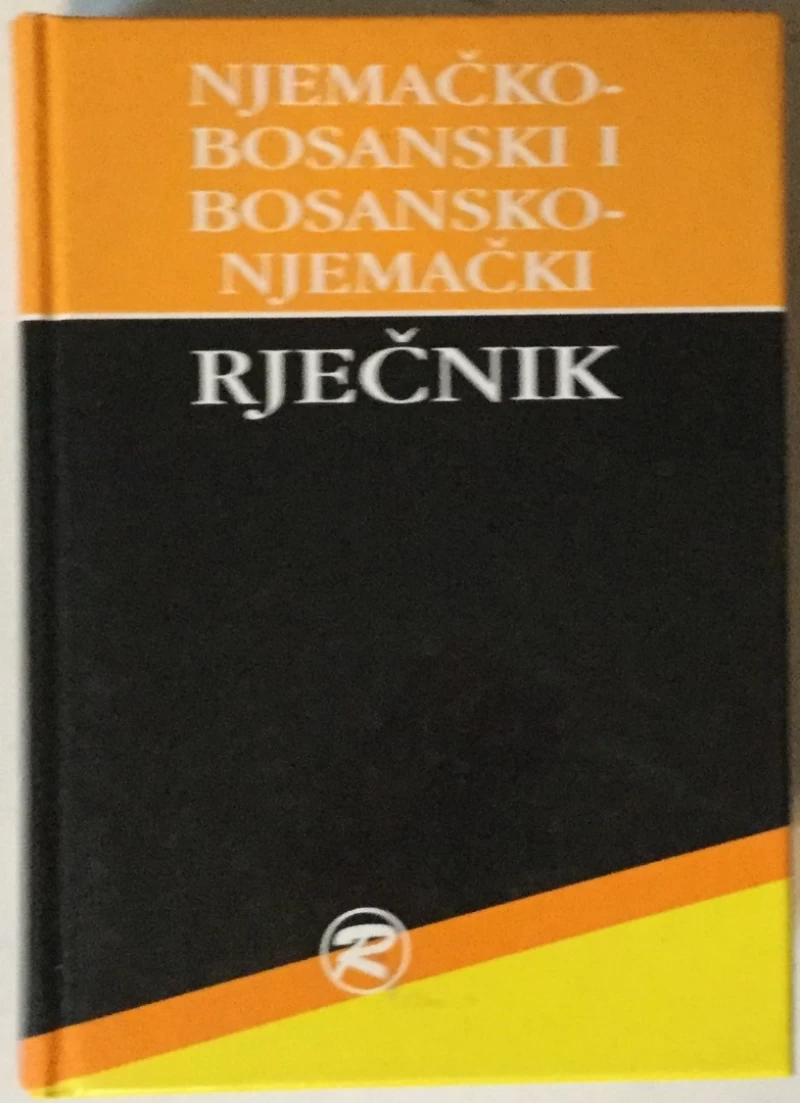 NJEMAČKO-
BOSANSKI I
BOSANSKO-
NJEMAČKI
RJEČNIK
R